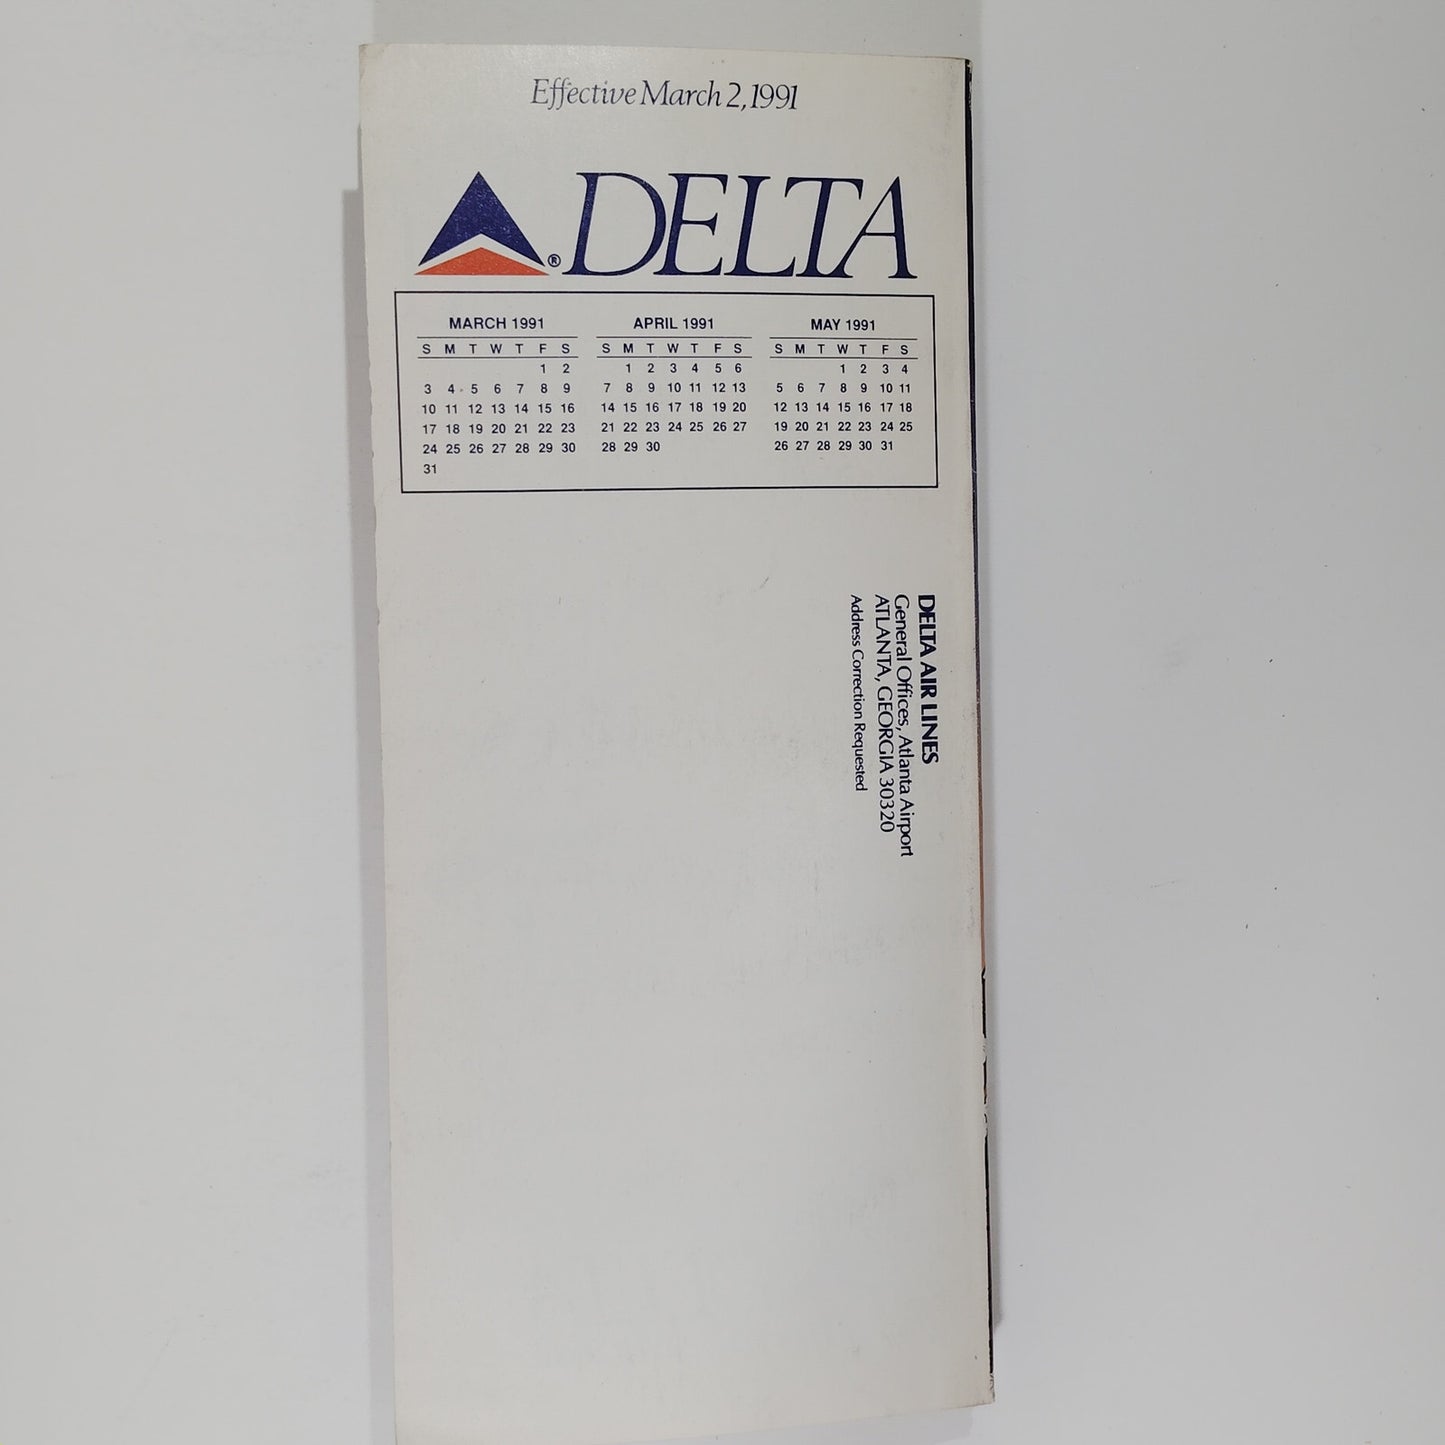 Effective March 2, 1991
® DELTA
MARCH 1991
S M T W T F S
1 2
3 4 5 6 7 8 9
10 11 12 13 14 15 16
17 18 19 20 21 22 23
24 25 26 27 28 29 30
31
APRIL 1991
S M T W T F S
1 2 3 4 5 6
7 8 9 10 11 12 13
14 15 16 17 18 19 20
21 22 23 24 25 26 27
28 29 30
MAY 1991
S M T W T F S
1 2 3 4
5 6 7 8 9 10 11
12 13 14 15 16 17 18
19 20 21 22 23 24 25
26 27 28 29 30 31
DELTA AIR LINES
General Offices, Atlanta Airport
ATLANTA, GEORGIA 30320
Address Correction Requested